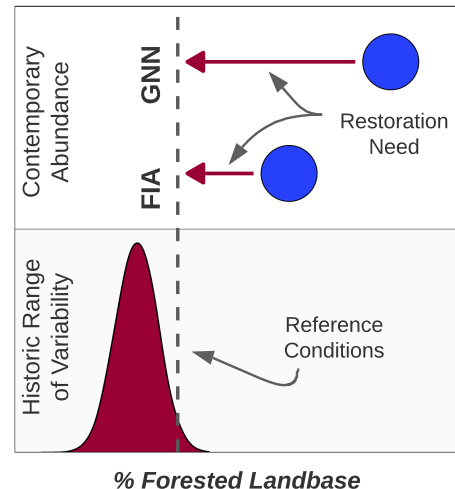 Contemporary
Abundance
GNN
FIA
Restoration
Need
Historic Range
of Variability
Reference
Conditions
% Forested Landbase